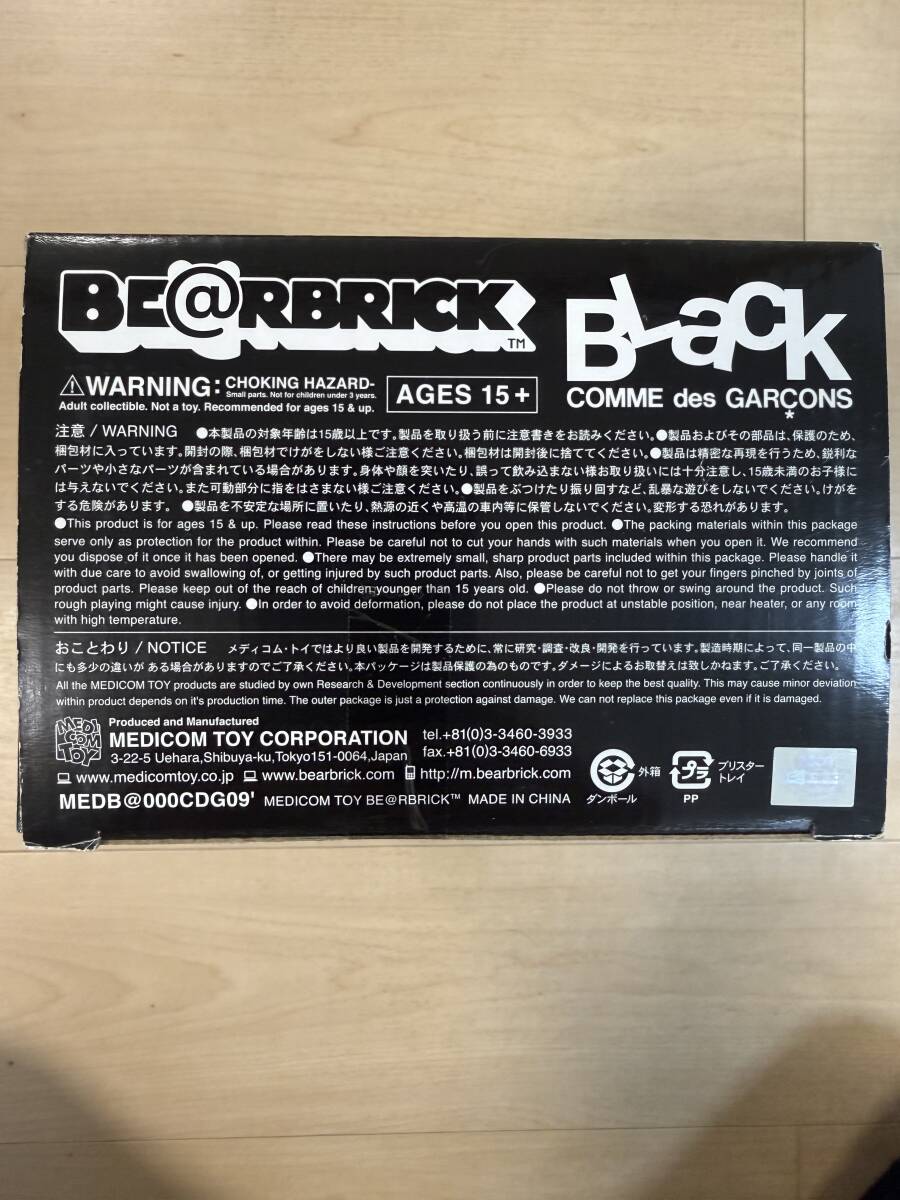 BE@RBRICK™
BLacK
COMME des GARÇONS
⚠WARNING: CHOKING HAZARD-
Small parts. Not for children under 3 years.
Adult collectible. Not a toy. Recommended for ages 15 & up.
AGES 15+
注意 / WARNING ●本製品の対象年齢は15歳以上です。製品を取り扱う前に注意書きをお読みください。●製品およびその部品は、保護のため、
梱包材に入っています。開封の際、梱包材でけがをしない様ご注意ください。梱包材は開封後に捨ててください。●製品は精密な再現を行うため、鋭利な
パーツや小さなパーツが含まれている場合があります。身体や顔を突いたり、誤って飲み込まない様お取り扱いには十分注意し、15歳未満のお子様に
は与えないでください。また可動部分に指をはさまない様ご注意ください。●製品をぶつけたり振り回すなど、乱暴な遊びをしないでください。けがを
する危険があります。●製品を不安定な場所に置いたり、熱源の近くや高温の車内等に保管しないでください。変形する恐れがあります。
●This product is for ages 15 & up. Please read these instructions before you open this product. ●The packing materials within this package
serve only as protection for the product within. Please be careful not to cut your hands with such materials when you open it. We recommend
you dispose of it once it has been opened. ●There may be extremely small, sharp product parts included within this package. Please handle it
with due care to avoid swallowing of, or getting injured by such product parts. Also, please be careful not to get your fingers pinched by joints of
product parts. Please keep out of the reach of children younger than 15 years old. ●Please do not throw or swing around the product. Such
rough playing might cause injury. ●In order to avoid deformation, please do not place the product at unstable position, near heater, or any room
with high temperature.
おことわり / NOTICE メディコム・トイではより良い製品を開発するために、常に研究・調査・改良・開発を行っています。製造時期によって、同一製品の中
にも多少の違いが ある場合がありますのでご了承ください。本パッケージは製品保護の為のものです。ダメージによるお取替えは致しかねます。ご了承ください。
All the MEDICOM TOY products are studied by own Research & Development section continuously in order to keep the best quality. This may cause minor deviation
within product depends on it's production time. The outer package is just a protection against damage. We can not replace this package even if it is damaged.
MEDI
COM
TOY
Produced and Manufactured
MEDICOM TOY CORPORATION
3-22-5 Uehara,Shibuya-ku,Tokyo151-0064,Japan
tel.+81(0)3-3460-3933
fax.+81(0)3-3460-6933
www.medicomtoy.co.jp www.bearbrick.com http://m.bearbrick.com
MEDB@000CDG09' MEDICOM TOY BE@RBRICK™ MADE IN CHINA
外箱
ダンボール
プラ
PP
ブリスター
トレイ